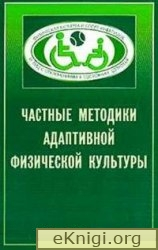 ЧАСТНЫЕ МЕТОДИКИ
АДАПТИВНОЙ
ФИЗИЧЕСКОЙ КУЛЬТУРЫ
eKnigi.org